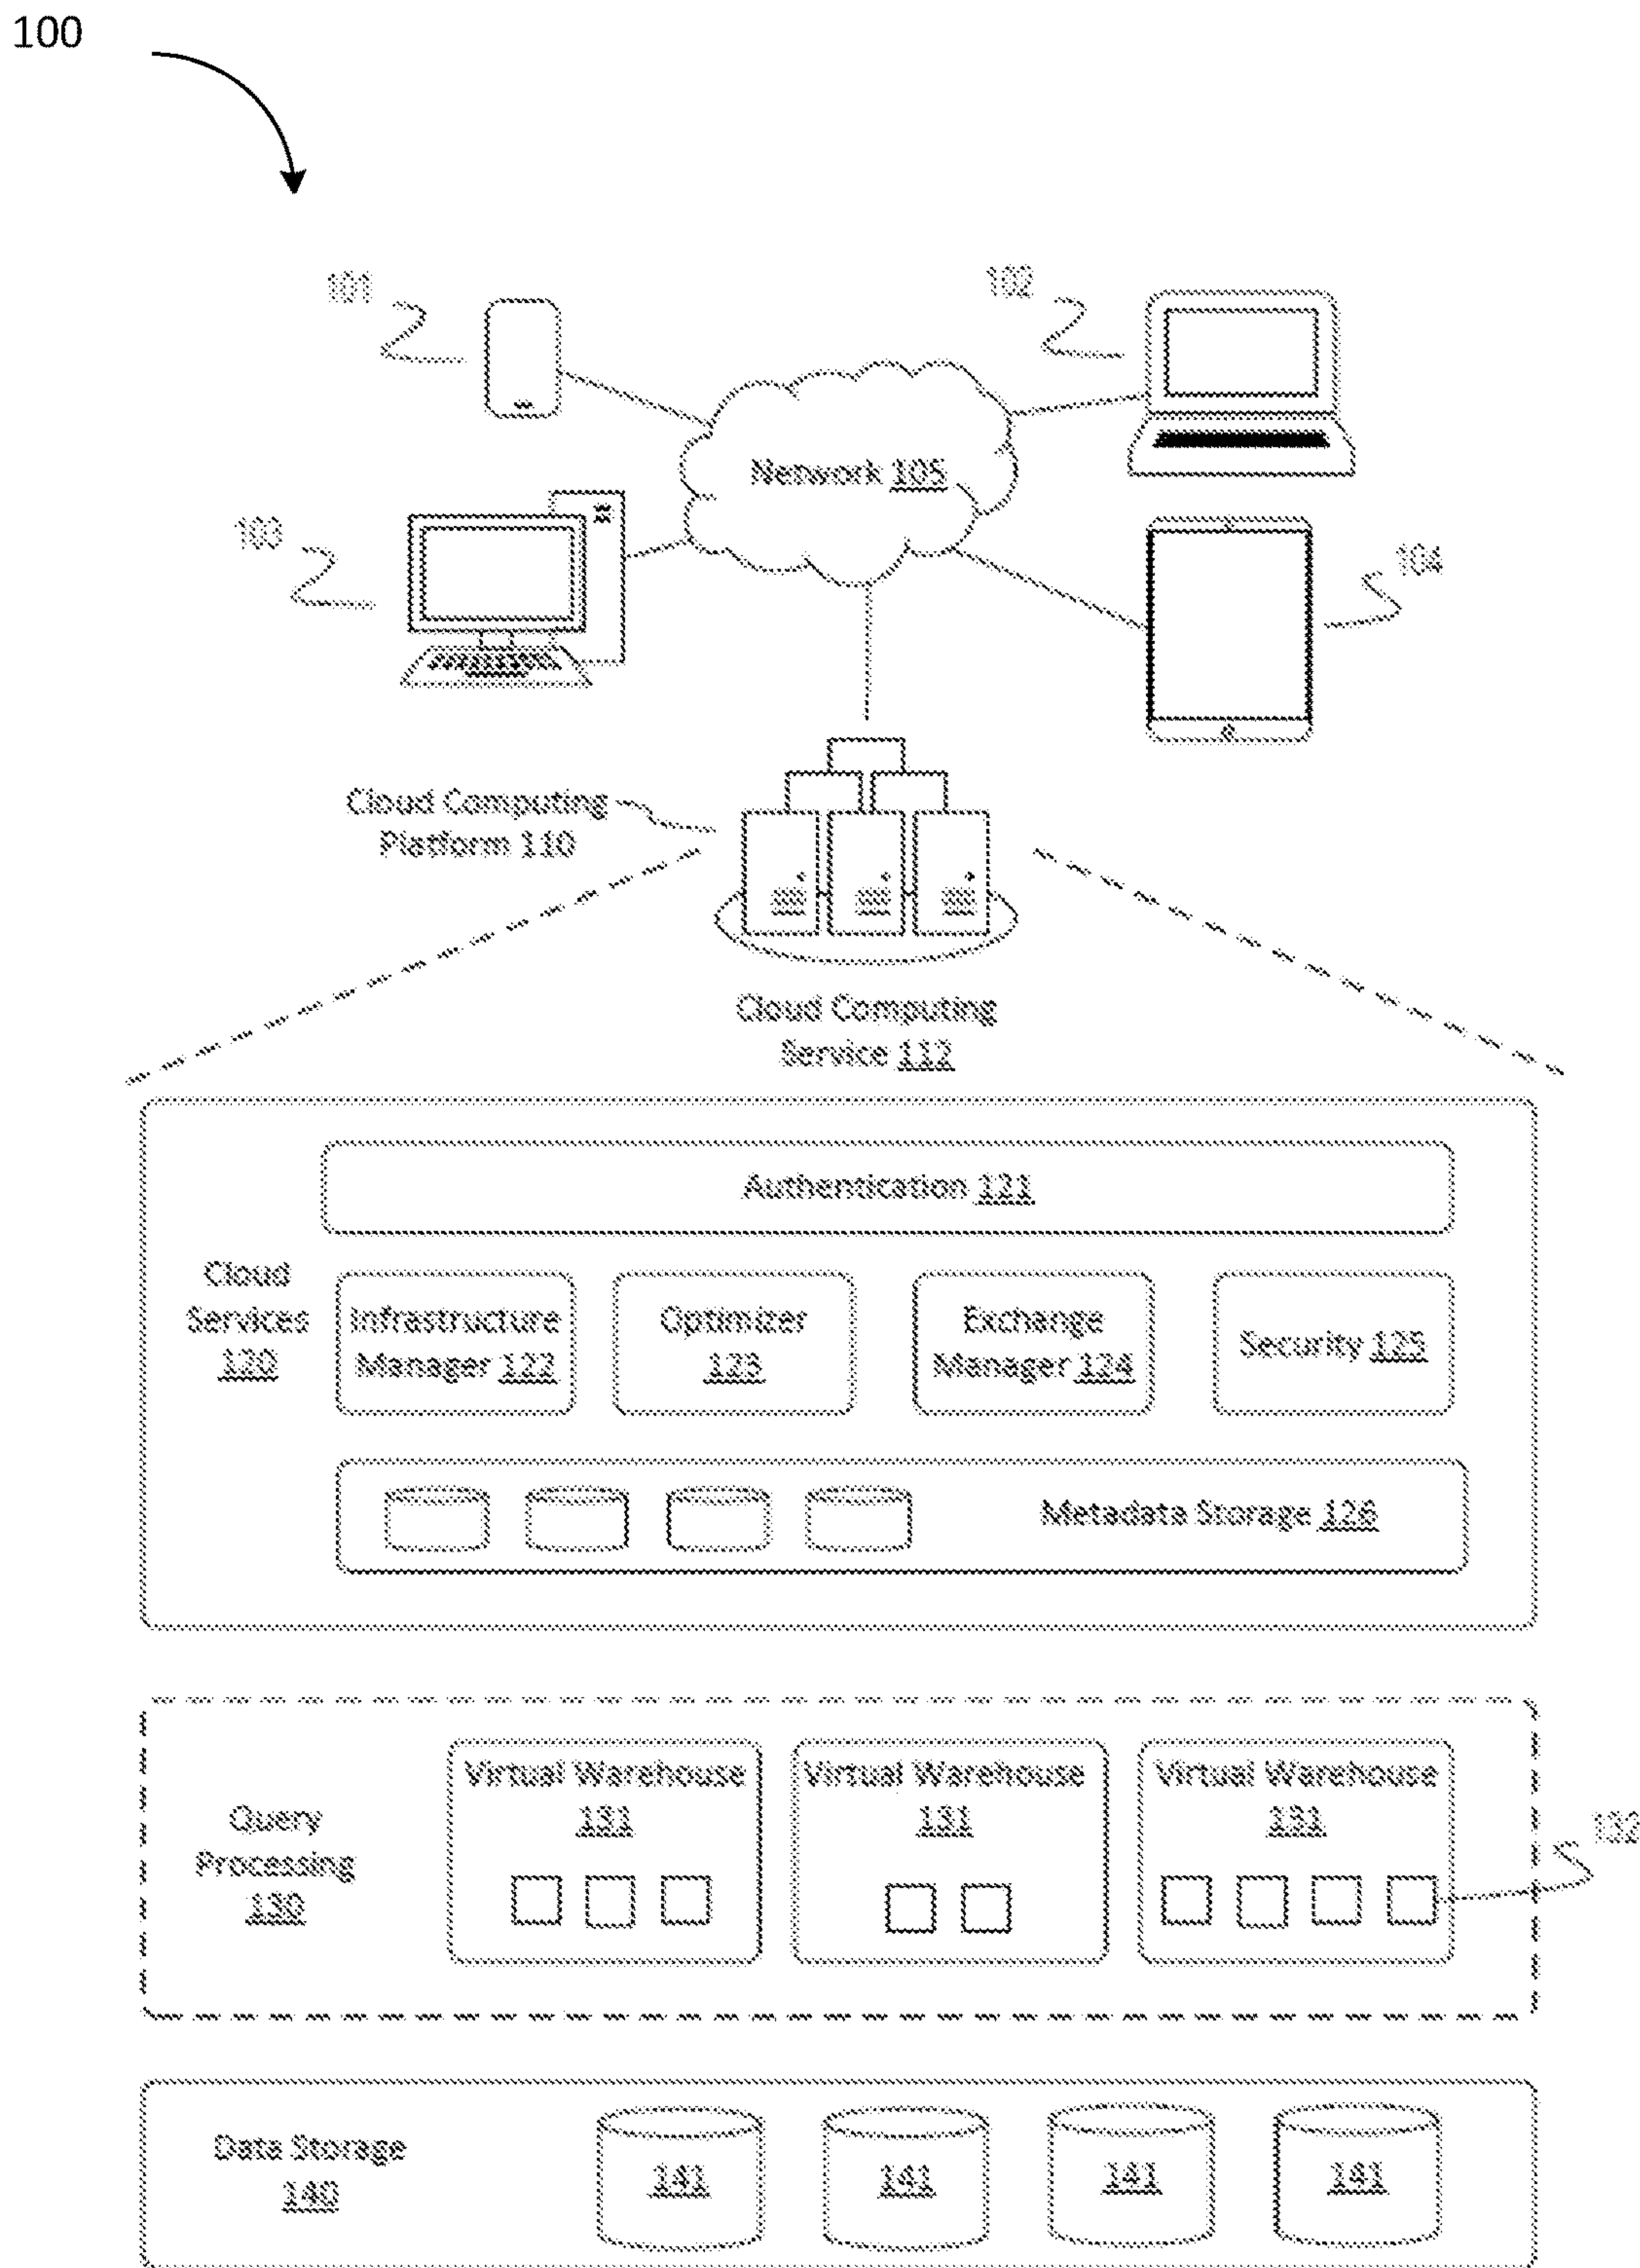 100
101
102
Network 105
103
104
Cloud Computing
Platform 110
Cloud Computing
Service 112
Authentication 121
Cloud
Services
120
Infrastructure
Manager 122
Optimizer
123
Exchange
Manager 124
Security 125
Metadata Storage 126
Query
Processing
130
Virtual Warehouse
131
Virtual Warehouse
131
Virtual Warehouse
131
132
Data Storage
140
141
141
141
141